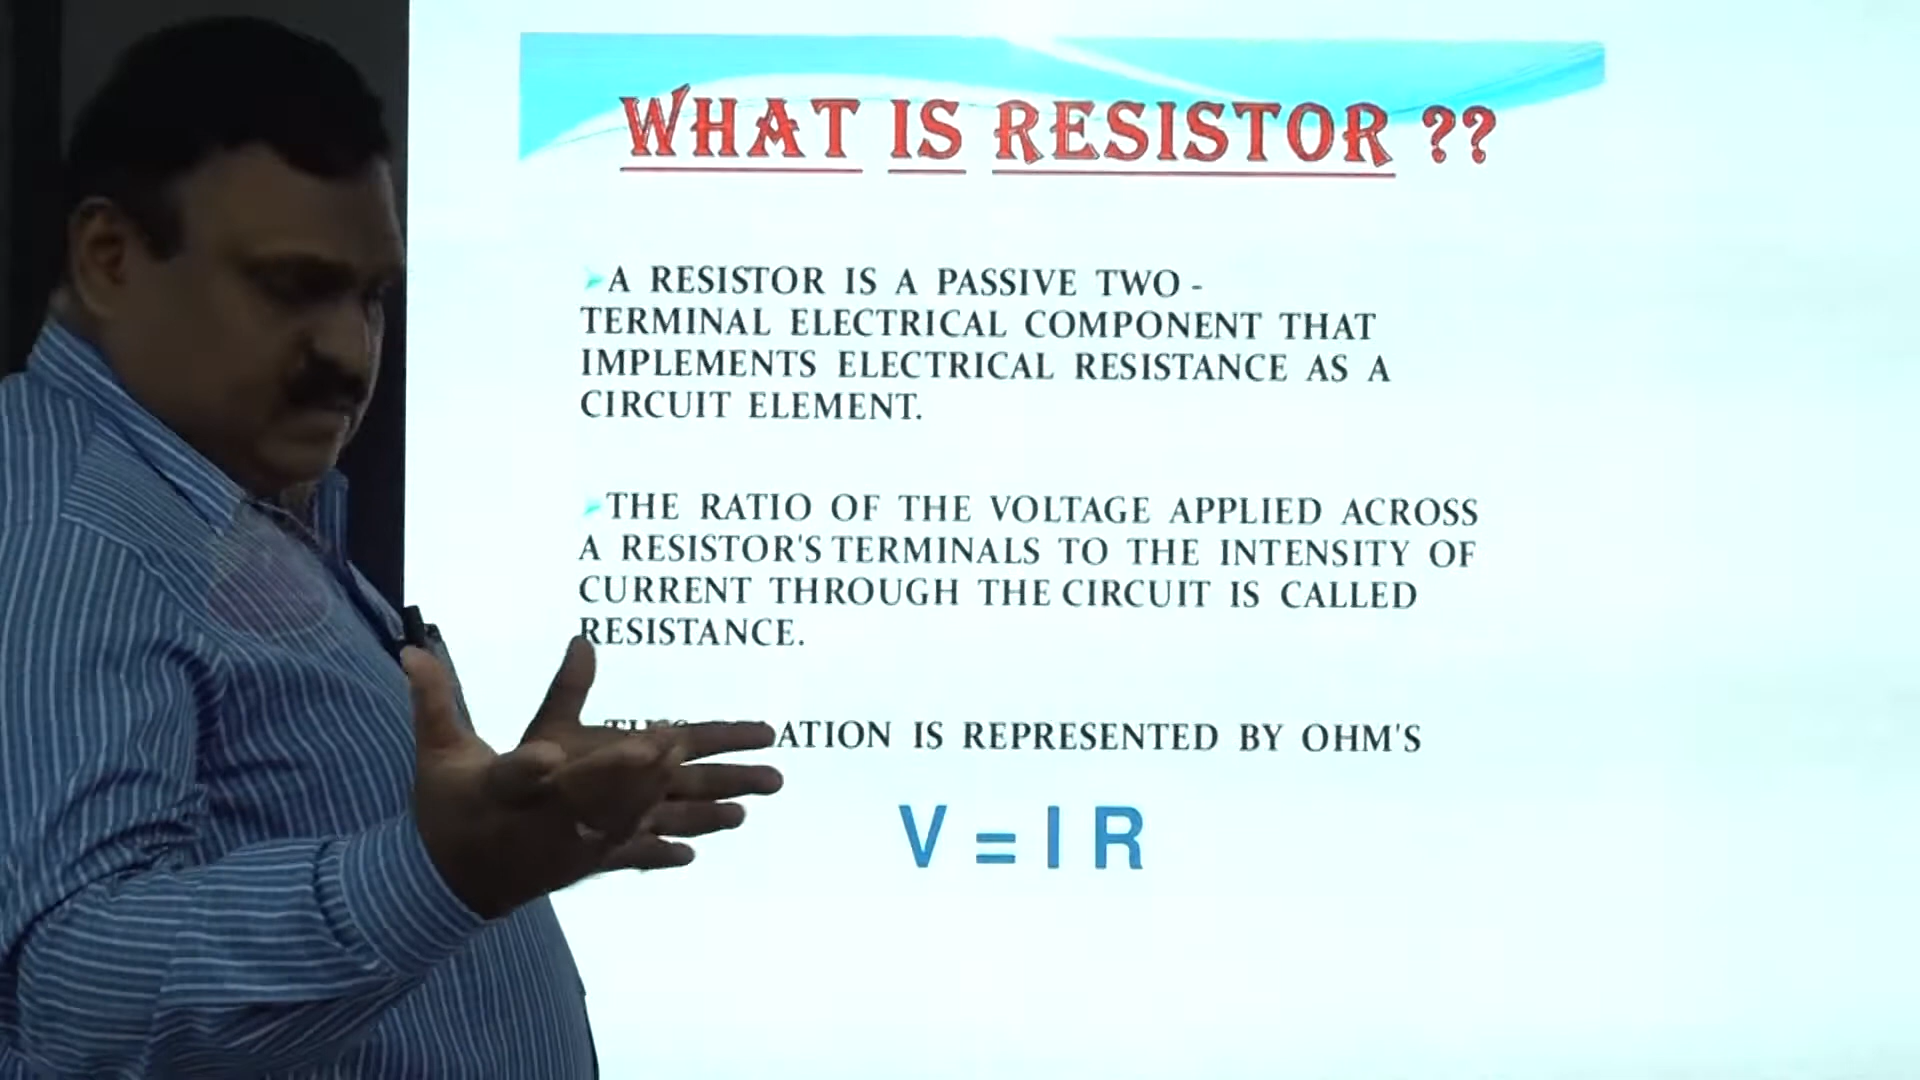 WHAT IS RESISTOR ??
A RESISTOR IS A PASSIVE TWO -
TERMINAL ELECTRICAL COMPONENT THAT
IMPLEMENTS ELECTRICAL RESISTANCE AS A
CIRCUIT ELEMENT.
THE RATIO OF THE VOLTAGE APPLIED ACROSS
A RESISTOR'S TERMINALS TO THE INTENSITY OF
CURRENT THROUGH THE CIRCUIT IS CALLED
RESISTANCE.
IS REPRESENTED BY OHM'S
V = I R